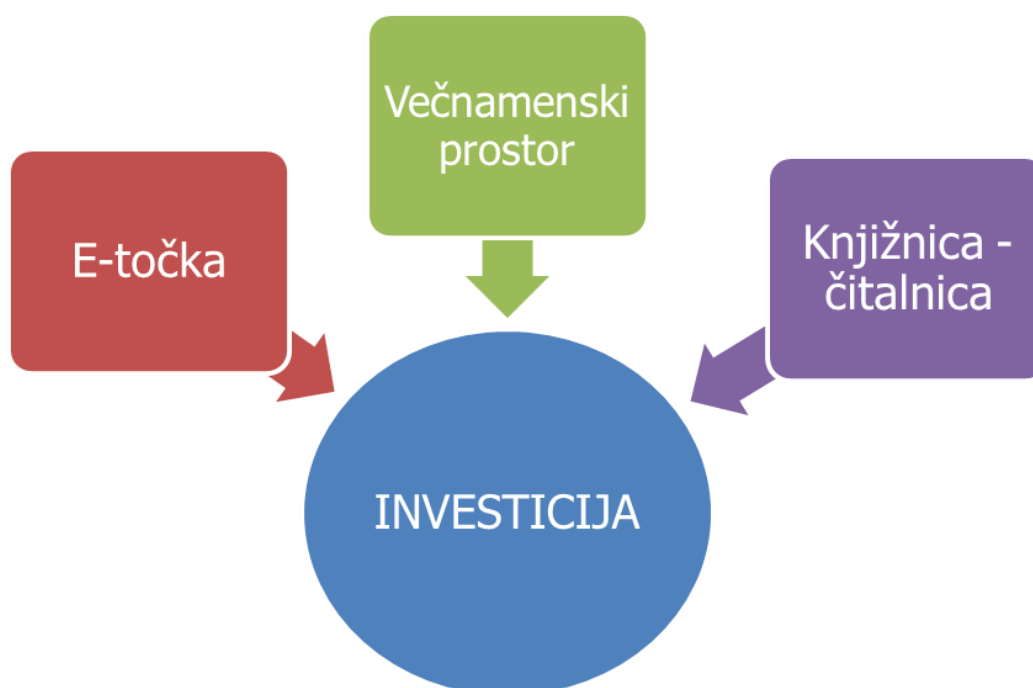 Večnamenski
prostor
E-točka
Knjižnica -
čitalnica
INVESTICIJA